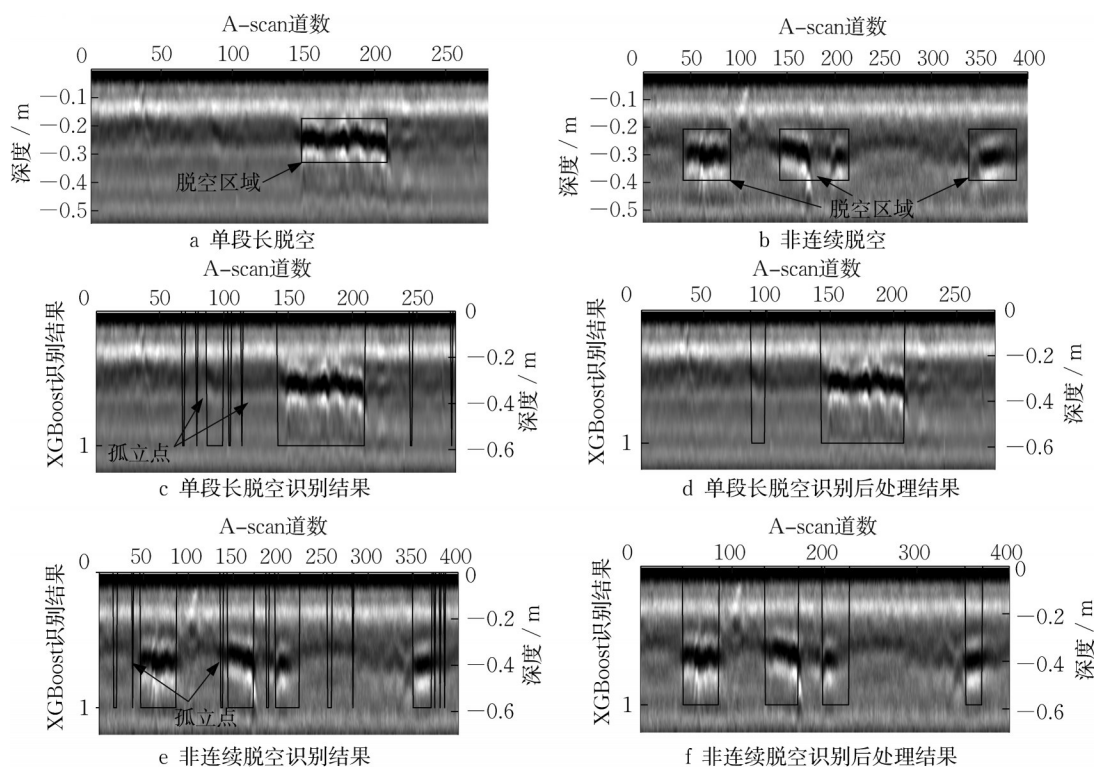 A-scan道数
0 50 100 150 200 250
深度 / m
−0.1
−0.2
−0.3
−0.4
−0.5
脱空区域
a 单段长脱空
A-scan道数
0 50 100 150 200 250 300 350 400
深度 / m
−0.1
−0.2
−0.3
−0.4
−0.5
脱空区域
b 非连续脱空
A-scan道数
0 50 100 150 200 250
XGBoost识别结果
1
0
−0.2
−0.4
−0.6
深度 / m
孤立点
c 单段长脱空识别结果
A-scan道数
0 50 100 150 200 250
XGBoost识别结果
1
0
−0.2
−0.4
−0.6
深度 / m
d 单段长脱空识别后处理结果
A-scan道数
0 50 100 150 200 250 300 350 400
XGBoost识别结果
1
0
−0.2
−0.4
−0.6
深度 / m
孤立点
e 非连续脱空识别结果
A-scan道数
0 100 200 300 400
XGBoost识别结果
1
0
−0.2
−0.4
−0.6
深度 / m
f 非连续脱空识别后处理结果